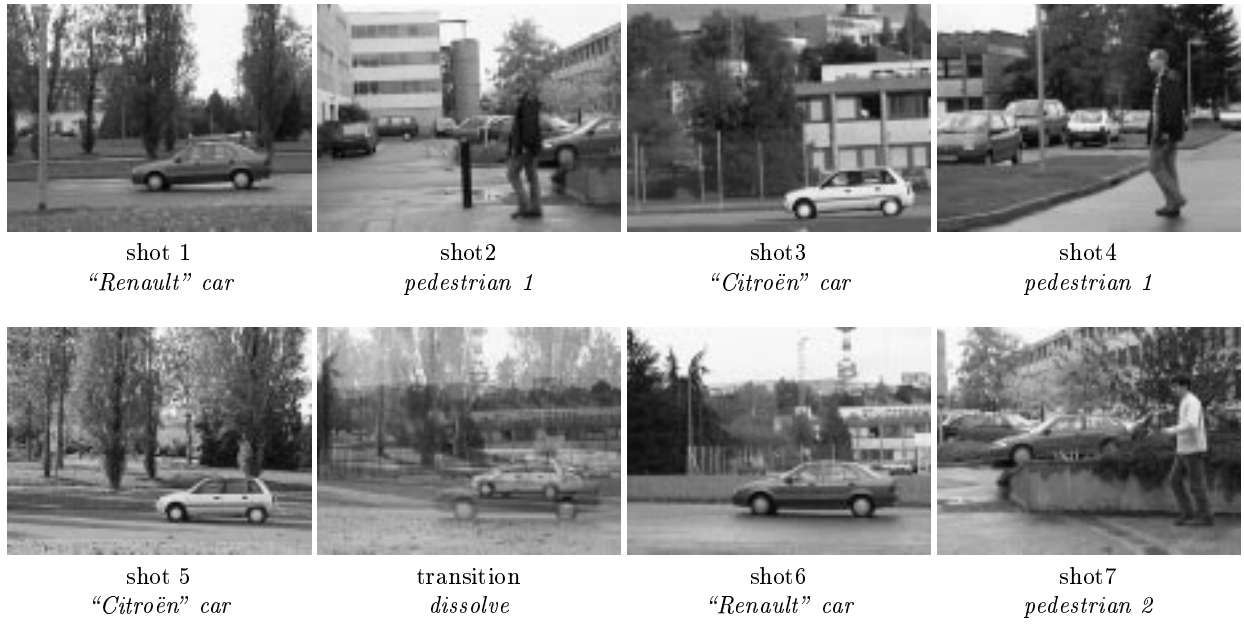 shot 1
shot2
shot3
shot4
“Renault” car
pedestrian 1
“Citroën” car
pedestrian 1
shot 5
transition
shot6
shot7
“Citroën” car
dissolve
“Renault” car
pedestrian 2